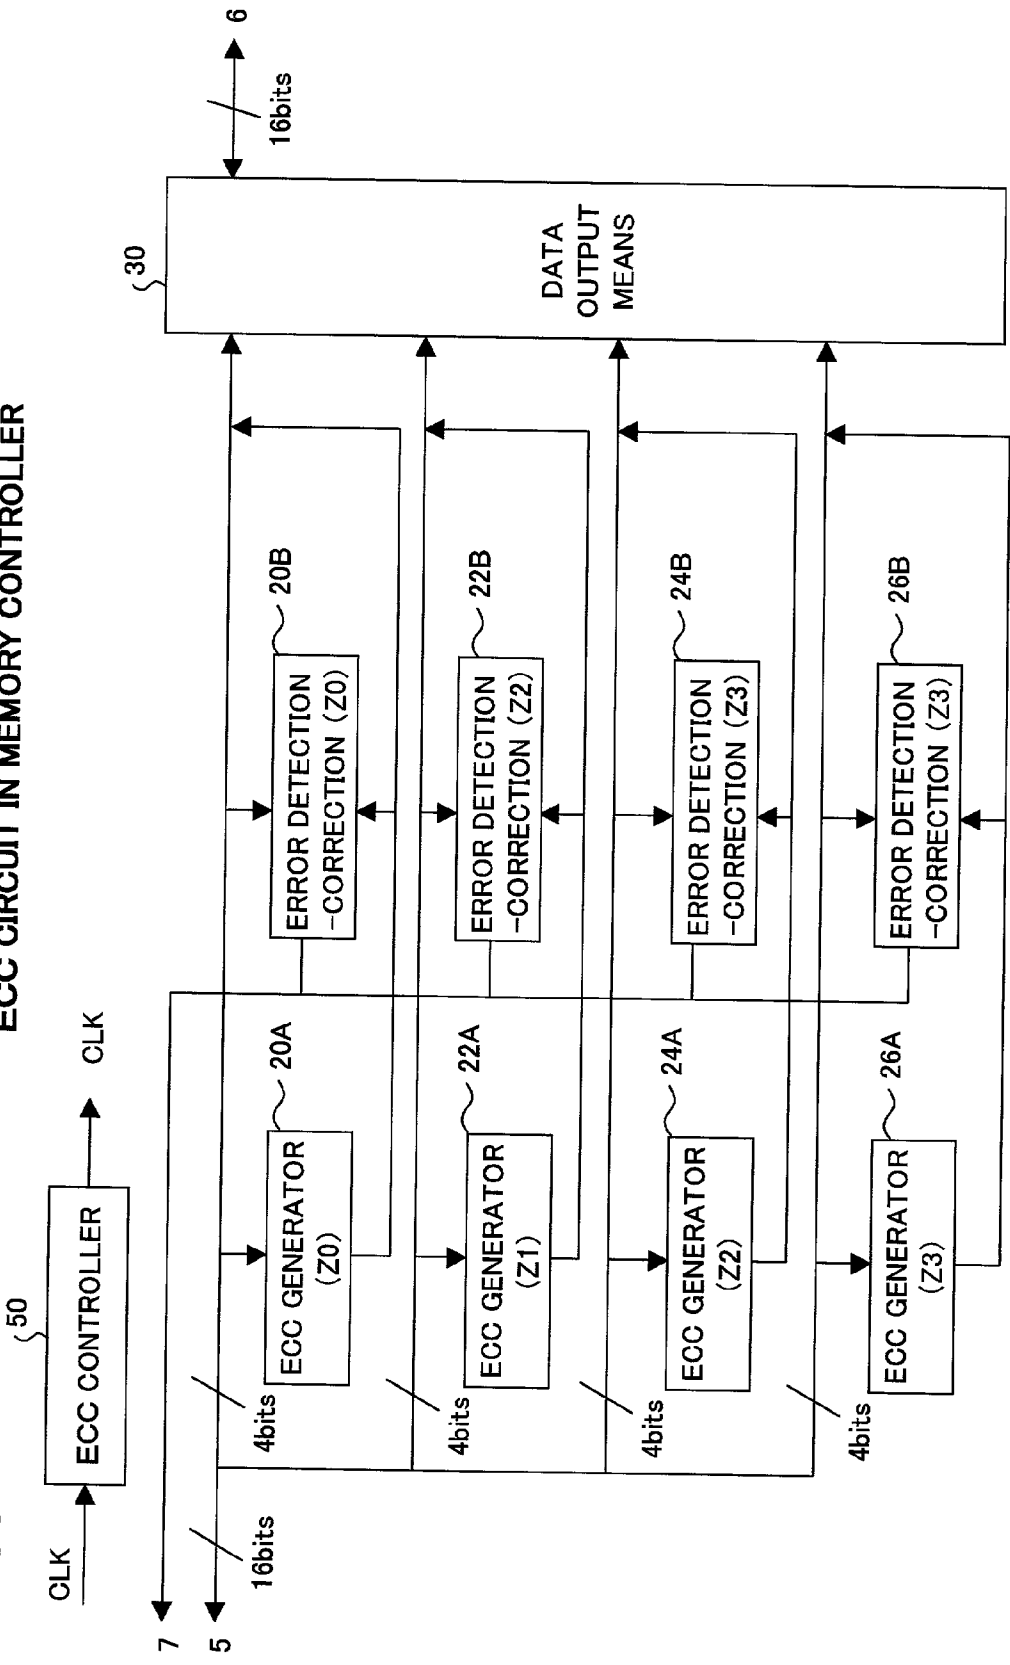 ECC CIRCUIT IN MEMORY CONTROLLER
50
CLK
ECC CONTROLLER
CLK
7
5
16bits
4bits
ECC GENERATOR
(Z0)
20A
ERROR DETECTION
-CORRECTION (Z0)
20B
4bits
ECC GENERATOR
(Z1)
22A
ERROR DETECTION
-CORRECTION (Z2)
22B
4bits
ECC GENERATOR
(Z2)
24A
ERROR DETECTION
-CORRECTION (Z3)
24B
4bits
ECC GENERATOR
(Z3)
26A
ERROR DETECTION
-CORRECTION (Z3)
26B
30
DATA
OUTPUT
MEANS
16bits
6